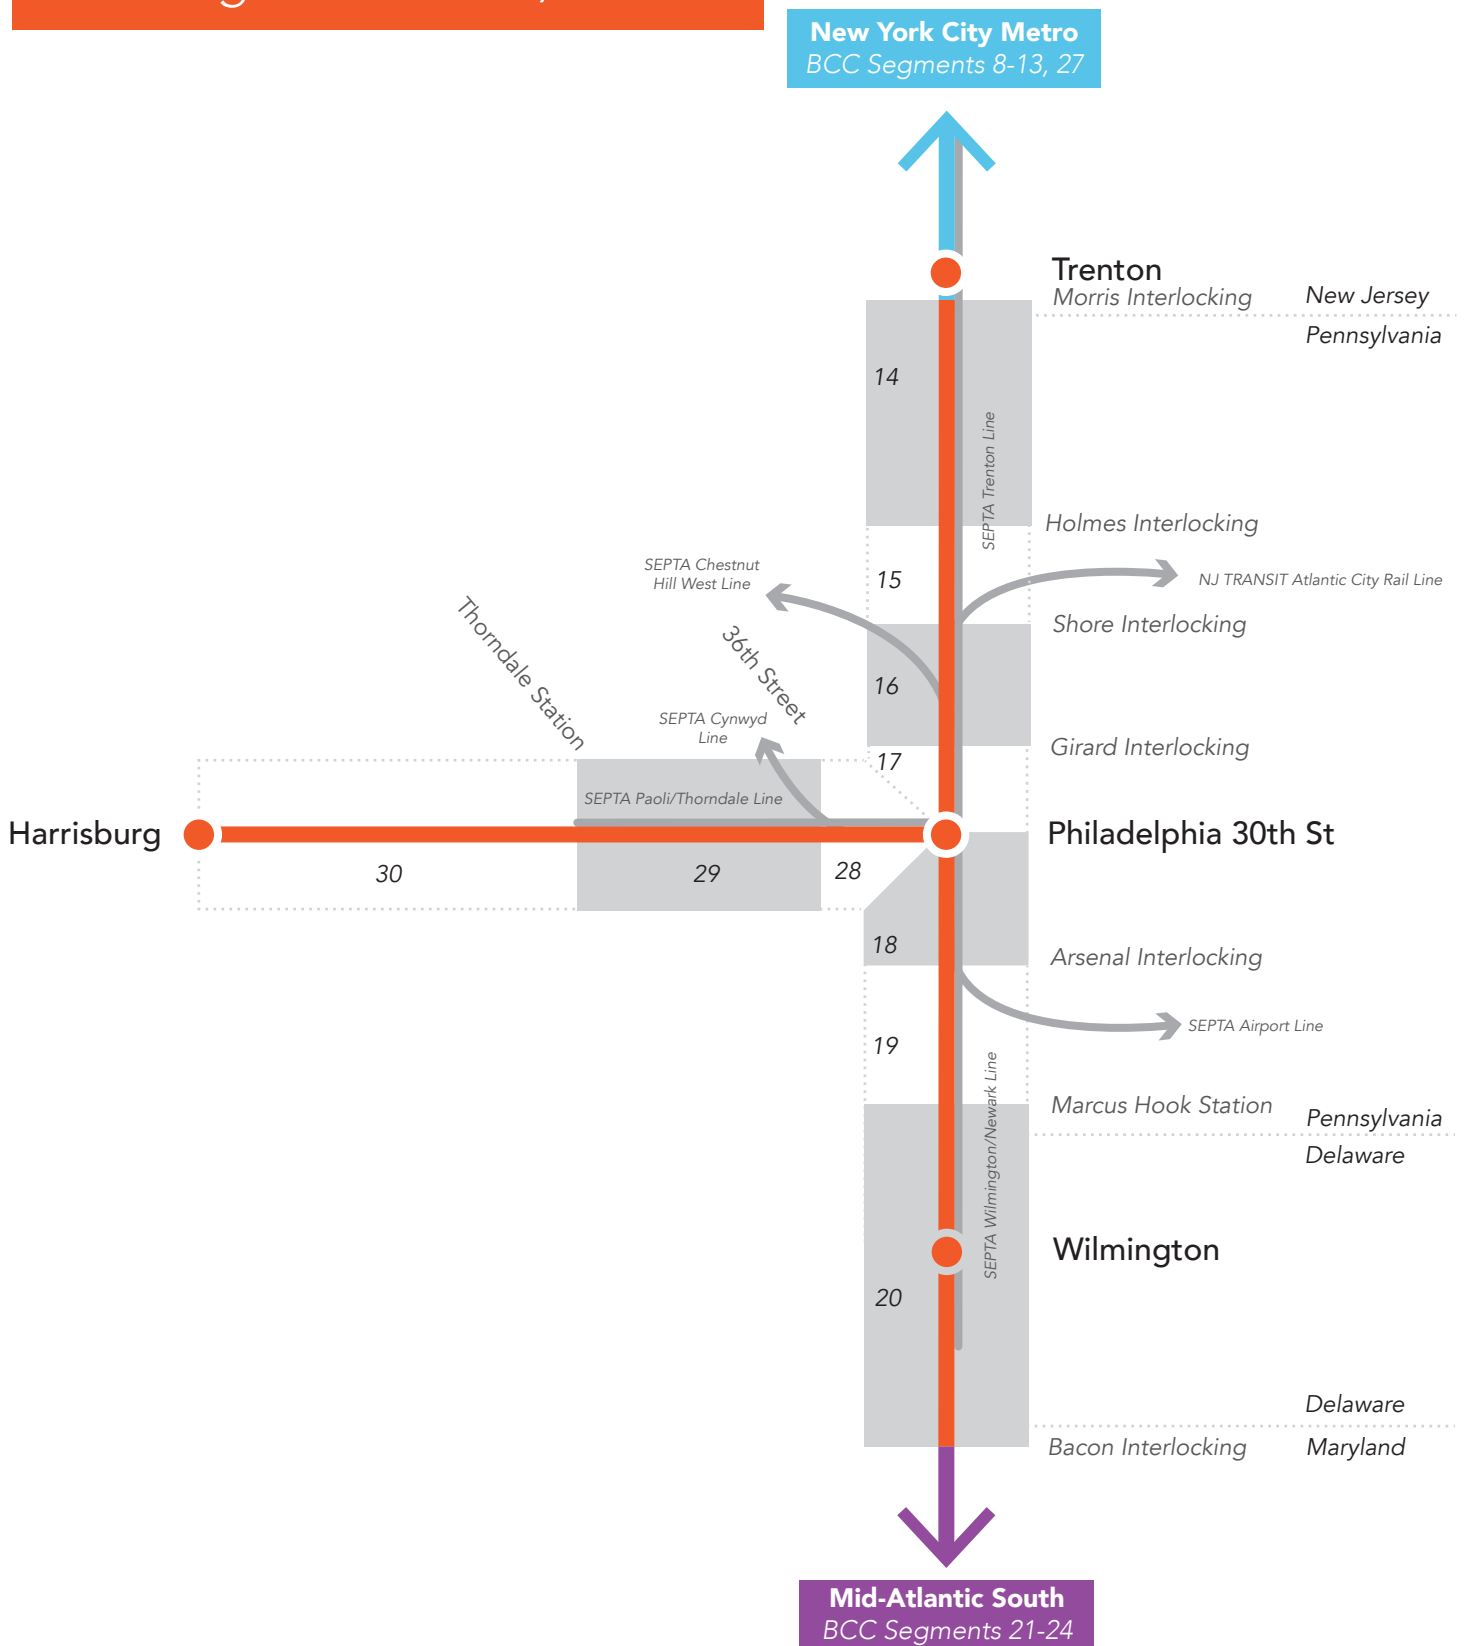 New York City Metro
BCC Segments 8-13, 27
Trenton
Morris Interlocking
New Jersey
Pennsylvania
14
SEPTA Trenton Line
Holmes Interlocking
SEPTA Chestnut
Hill West Line
15
NJ TRANSIT Atlantic City Rail Line
Thorndale Station
36th Street
Shore Interlocking
16
SEPTA Cynwyd
Line
Girard Interlocking
17
SEPTA Paoli/Thorndale Line
Harrisburg
Philadelphia 30th St
30
29
28
18
Arsenal Interlocking
19
SEPTA Airport Line
SEPTA Wilmington/Newark Line
Marcus Hook Station
Pennsylvania
Delaware
Wilmington
20
Delaware
Bacon Interlocking
Maryland
Mid-Atlantic South
BCC Segments 21-24